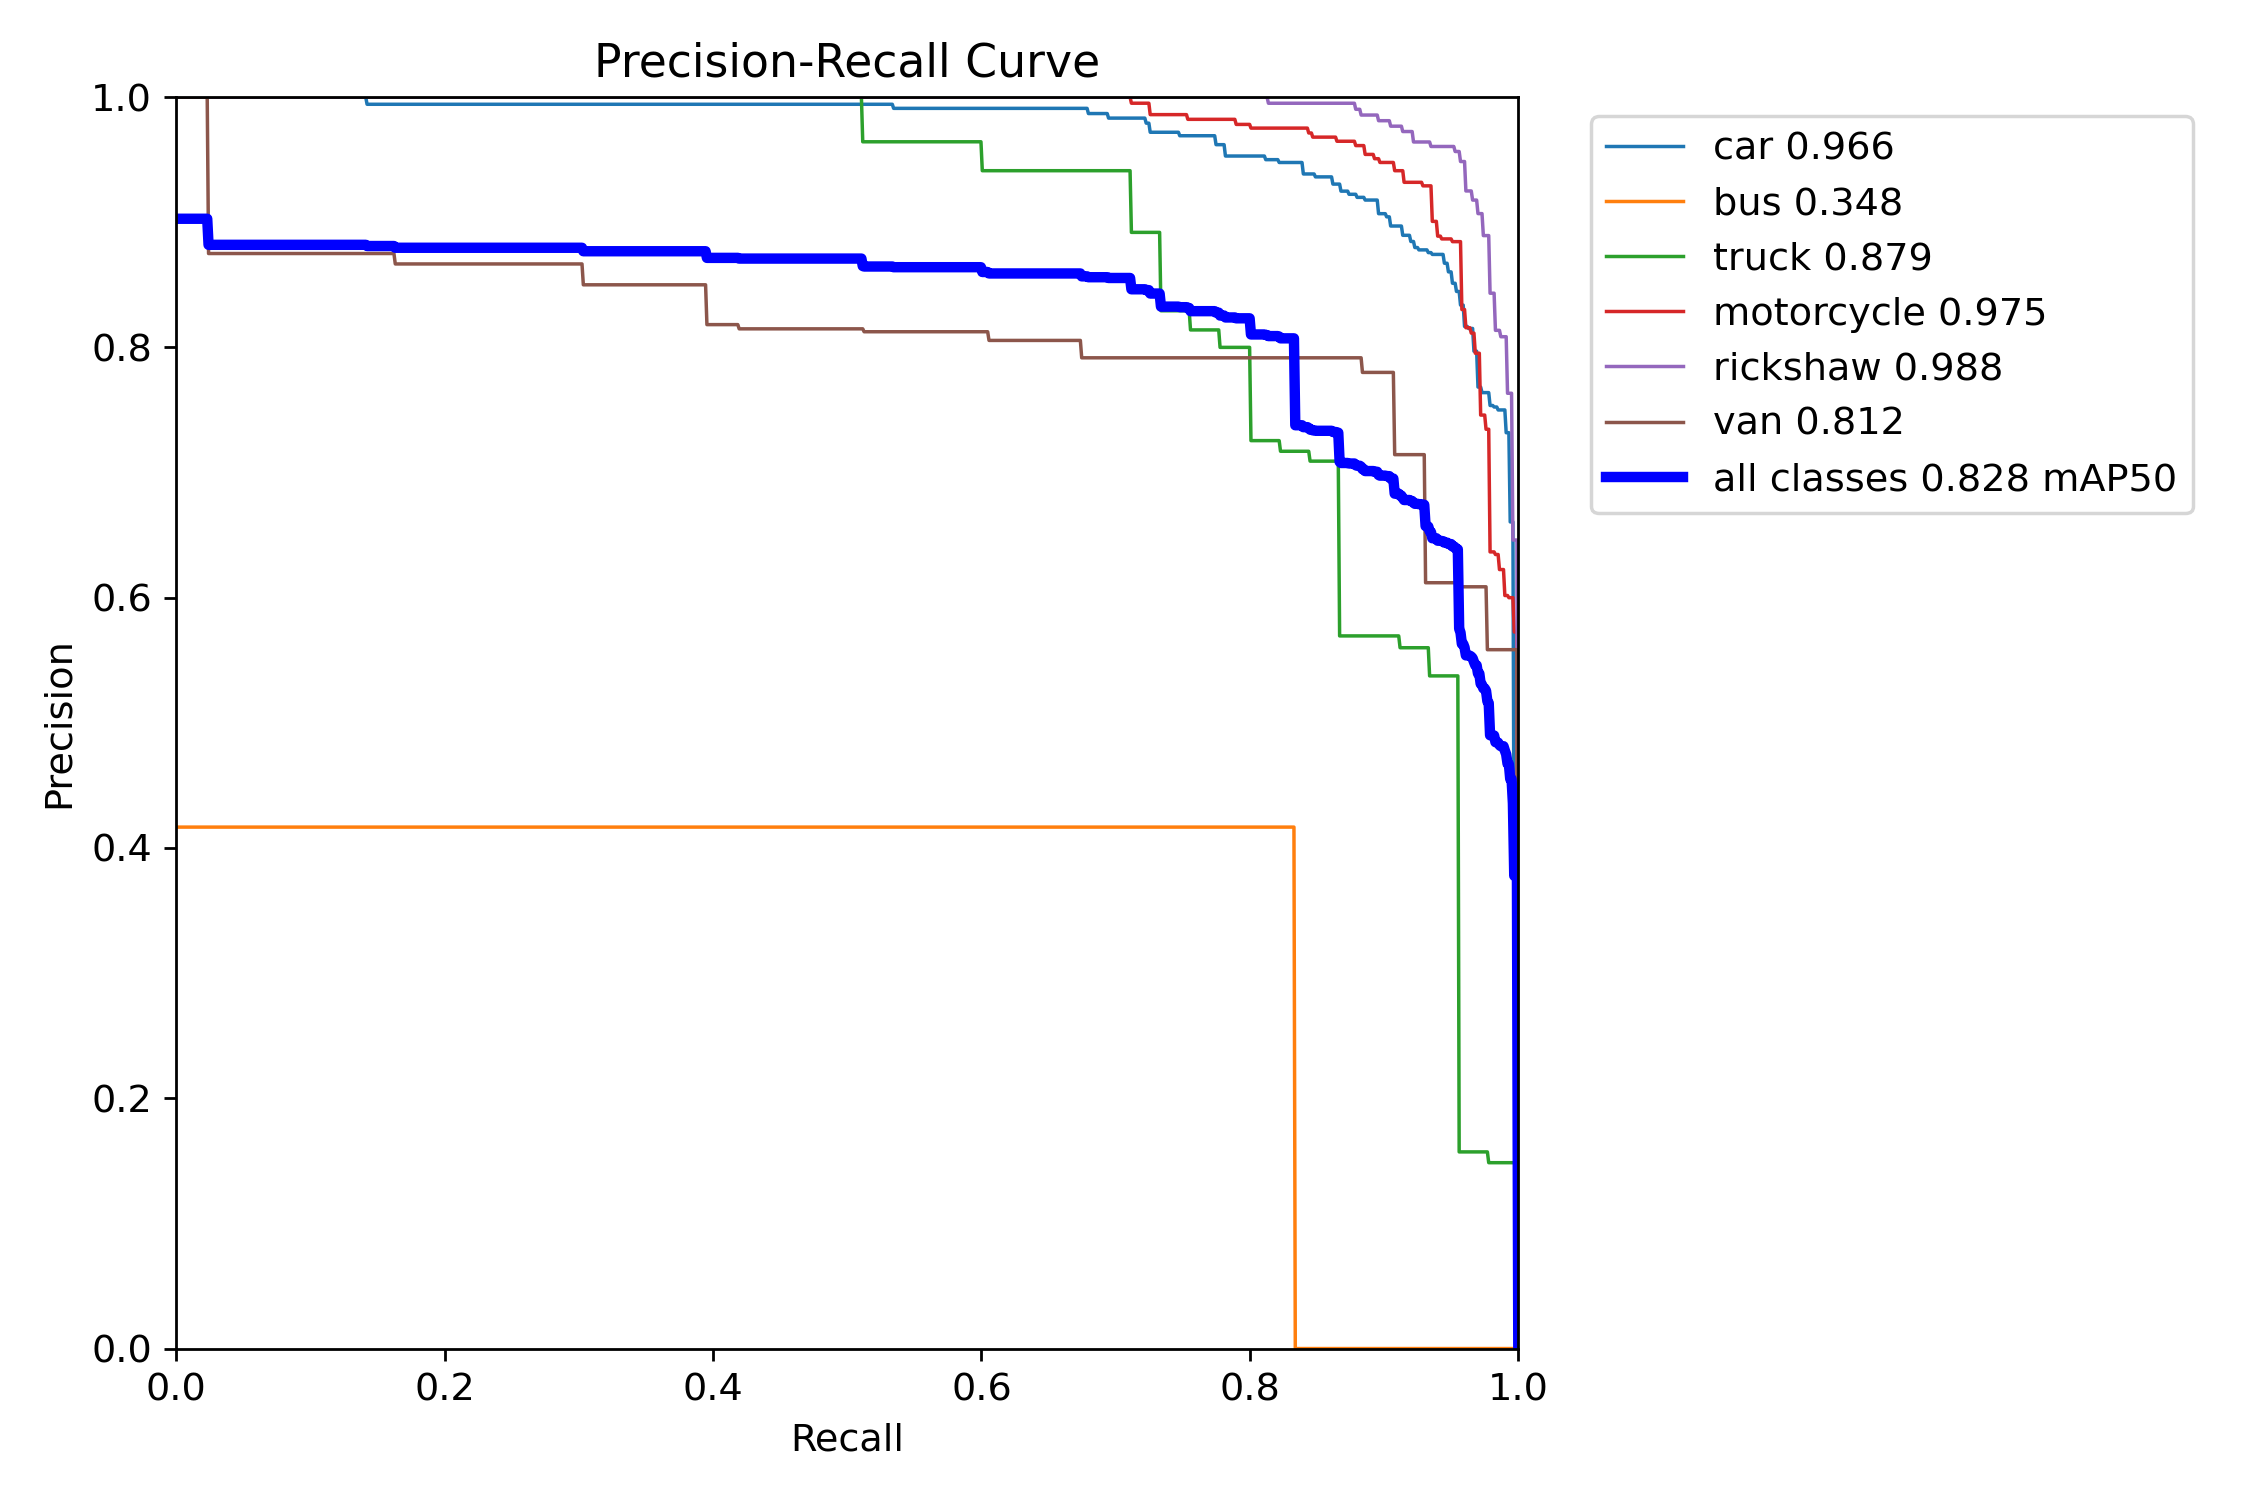 Precision-Recall Curve
1.0
0.8
0.6
0.4
0.2
0.0
Precision
0.0 0.2 0.4 0.6 0.8 1.0
Recall
car 0.966
bus 0.348
truck 0.879
motorcycle 0.975
rickshaw 0.988
van 0.812
all classes 0.828 mAP50